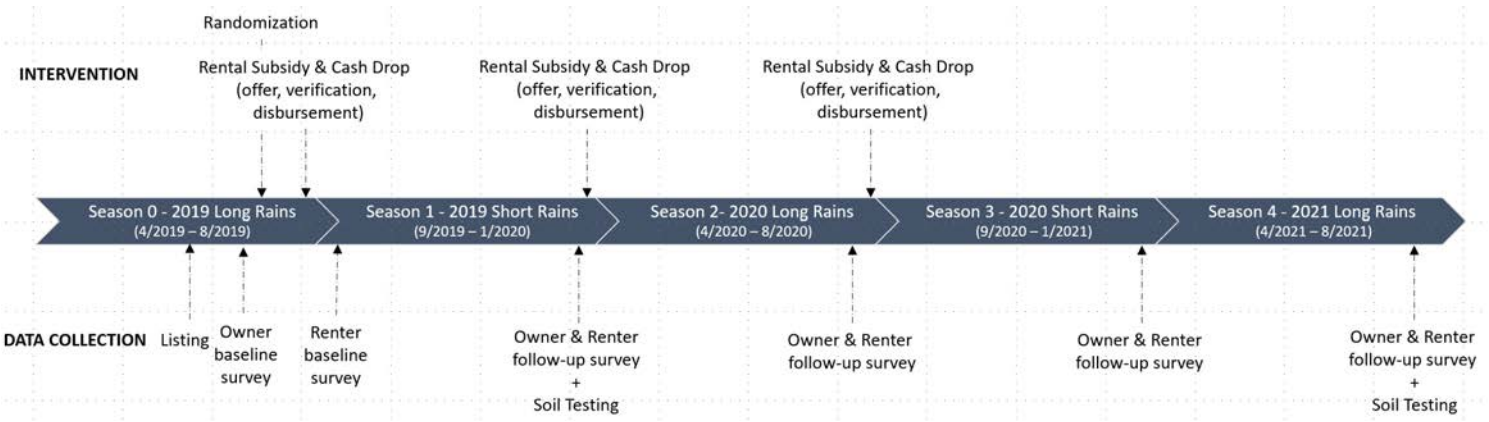 Randomization
INTERVENTION
Rental Subsidy & Cash Drop
(offer, verification,
disbursement)
Rental Subsidy & Cash Drop
(offer, verification,
disbursement)
Rental Subsidy & Cash Drop
(offer, verification,
disbursement)
Season 0 - 2019 Long Rains
(4/2019 – 8/2019)
Season 1 - 2019 Short Rains
(9/2019 – 1/2020)
Season 2- 2020 Long Rains
(4/2020 – 8/2020)
Season 3 - 2020 Short Rains
(9/2020 – 1/2021)
Season 4 - 2021 Long Rains
(4/2021 – 8/2021)
DATA COLLECTION
Listing
Owner
baseline
survey
Renter
baseline
survey
Owner & Renter
follow-up survey
+
Soil Testing
Owner & Renter
follow-up survey
Owner & Renter
follow-up survey
Owner & Renter
follow-up survey
+
Soil Testing